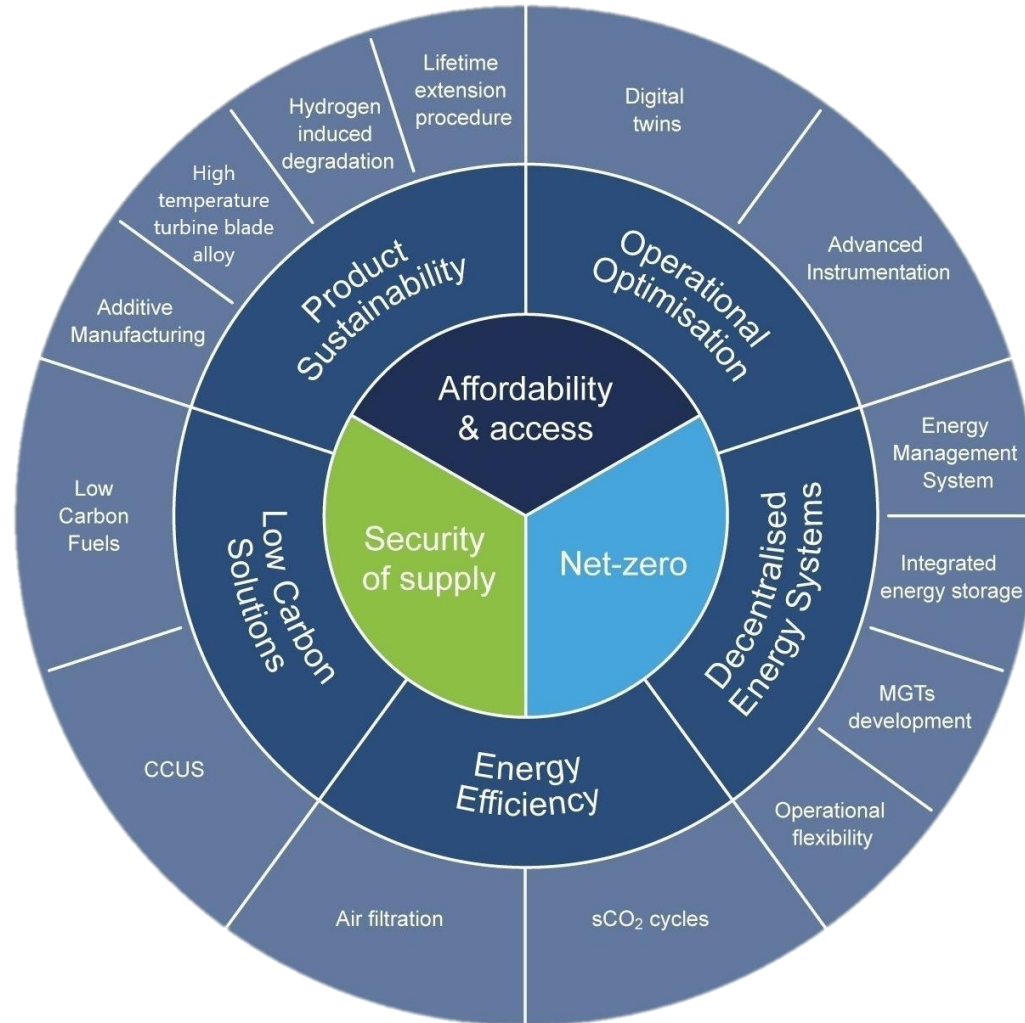 Affordability
& access
Net-zero
Security
of supply
Operational
Optimisation
Decentralised
Energy Systems
Energy
Efficiency
Low Carbon
Solutions
Product
Sustainability
Digital
twins
Advanced
Instrumentation
Energy
Management
System
Integrated
energy storage
MGTs
development
Operational
flexibility
sCO₂ cycles
Air filtration
CCUS
Low
Carbon
Fuels
Additive
Manufacturing
High
temperature
turbine blade
alloy
Hydrogen
induced
degradation
Lifetime
extension
procedure